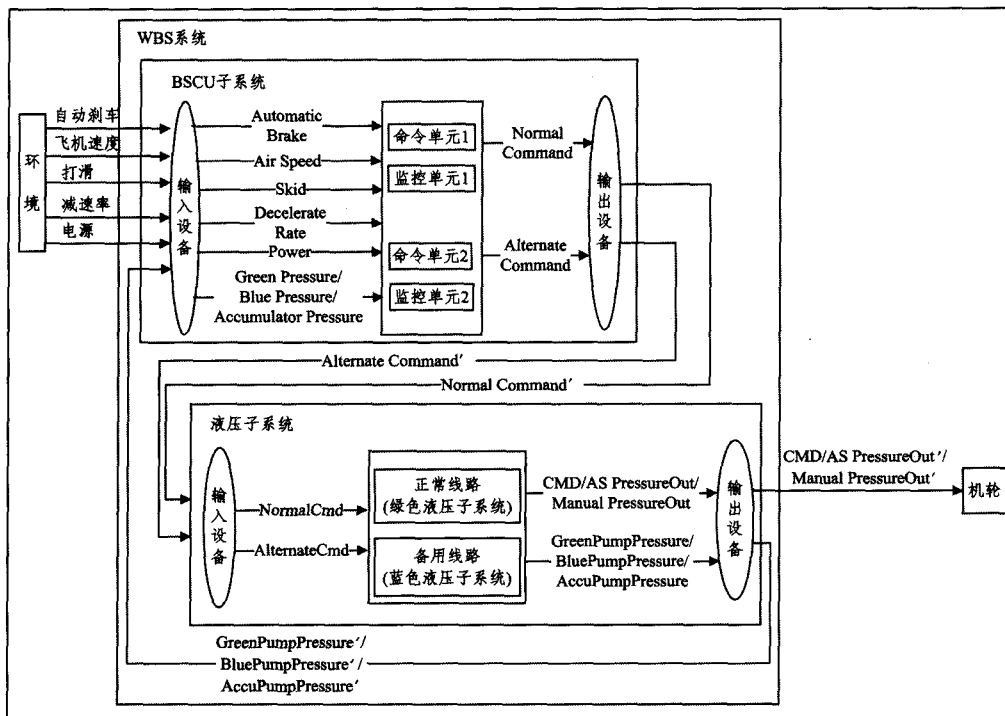 WBS系统
BSCU子系统
环
境
自动刹车
飞机速度
打滑
减速率
电源
输
入
设
备
Automatic
Brake
Air Speed
Skid
Decelerate
Rate
Power
Green Pressure/
Blue Pressure/
Accumulator Pressure
命令单元1
监控单元1
命令单元2
监控单元2
Normal
Command
Alternate
Command
输
出
设
备
Alternate Command′
Normal Command′
液压子系统
输
入
设
备
NormalCmd
AlternateCmd
正常线路
(绿色液压子系统)
备用线路
(蓝色液压子系统)
CMD/AS PressureOut/
Manual PressureOut
GreenPumpPressure/
BluePumpPressure/
AccuPumpPressure
输
出
设
备
CMD/AS PressureOut′/
Manual PressureOut′
机轮
GreenPumpPressure′/
BluePumpPressure′/
AccuPumpPressure′